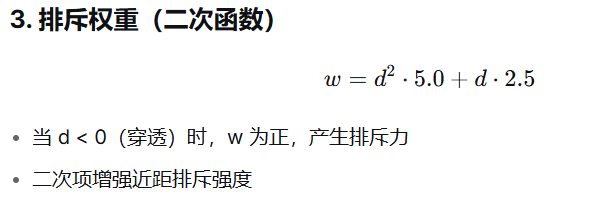 3. 排斥权重（二次函数）
w = d² · 5.0 + d · 2.5
• 当 d < 0（穿透）时，w 为正，产生排斥力
• 二次项增强近距排斥强度